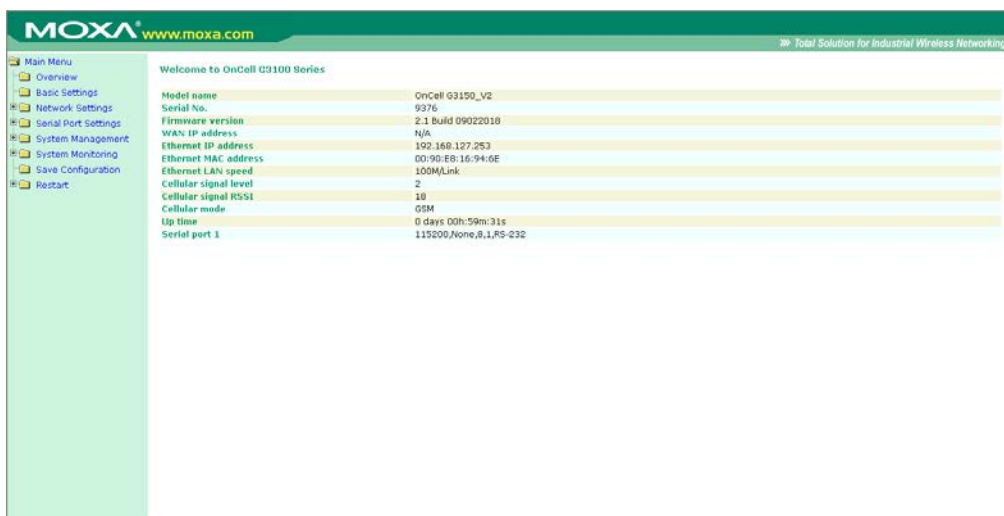 MOXA® www.moxa.com
Total Solution for Industrial Wireless Networking
Main Menu
Overview
Basic Settings
Network Settings
Serial Port Settings
System Management
System Monitoring
Save Configuration
Restart
Welcome to OnCell G3100 Series
Model name OnCell G3150_V2
Serial No. 9376
Firmware version 2.1 Build 09022018
WAN IP address N/A
Ethernet IP address 192.168.127.253
Ethernet MAC address 00:90:E8:16:94:6E
Ethernet LAN speed 100M/Link
Cellular signal level 2
Cellular signal RSSI 18
Cellular mode GSM
Up time 0 days 00h:59m:31s
Serial port 1 115200,None,8,1,RS-232